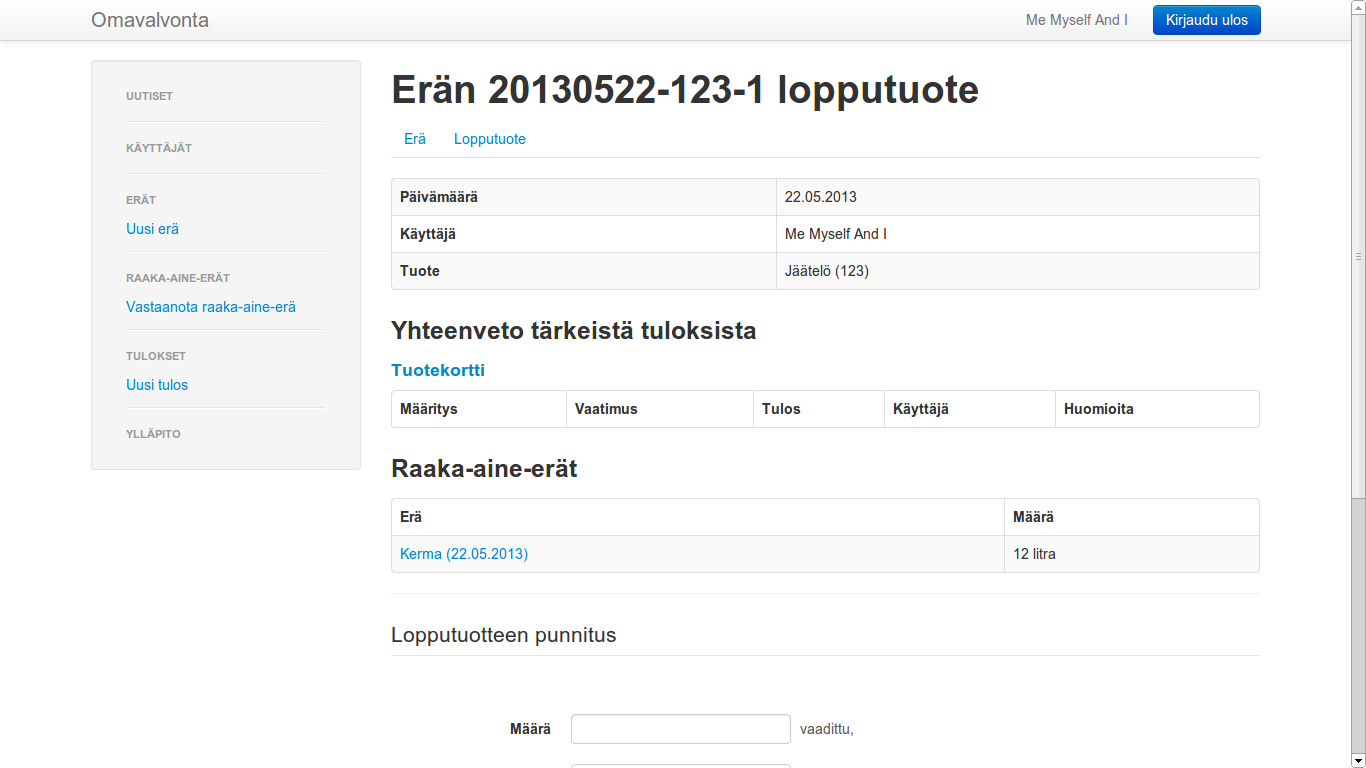 Omavalvonta
Me Myself And I
Kirjaudu ulos
UUTISET
KÄYTTÄJÄT
ERÄT
Uusi erä
RAAKA-AINE-ERÄT
Vastaanota raaka-aine-erä
TULOKSET
Uusi tulos
YLLÄPITO
Erän 20130522-123-1 lopputuote
Erä Lopputuote
Päivämäärä 22.05.2013
Käyttäjä Me Myself And I
Tuote Jäätelö (123)
Yhteenveto tärkeistä tuloksista
Tuotekortti
Määritys Vaatimus Tulos Käyttäjä Huomioita
Raaka-aine-erät
Erä Määrä
Kerma (22.05.2013) 12 litra
Lopputuotteen punnitus
Määrä vaadittu,